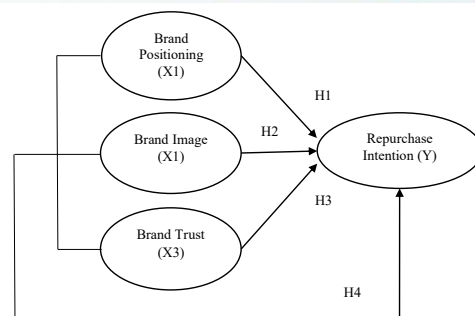 Brand
Positioning
(X1)
H1
H2
Brand Image
(X1)
Repurchase
Intention (Y)
H3
Brand Trust
(X3)
H4